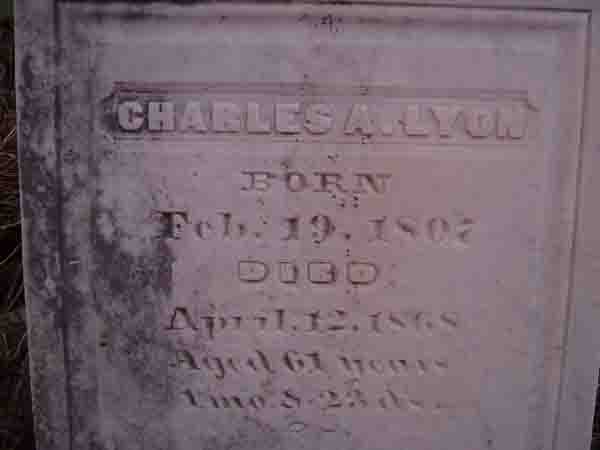 CHARLES A. LYON
BORN
Feb. 19. 1807
DIED
April. 12. 1868
Aged 61 years
1 mo. & 23 ds.